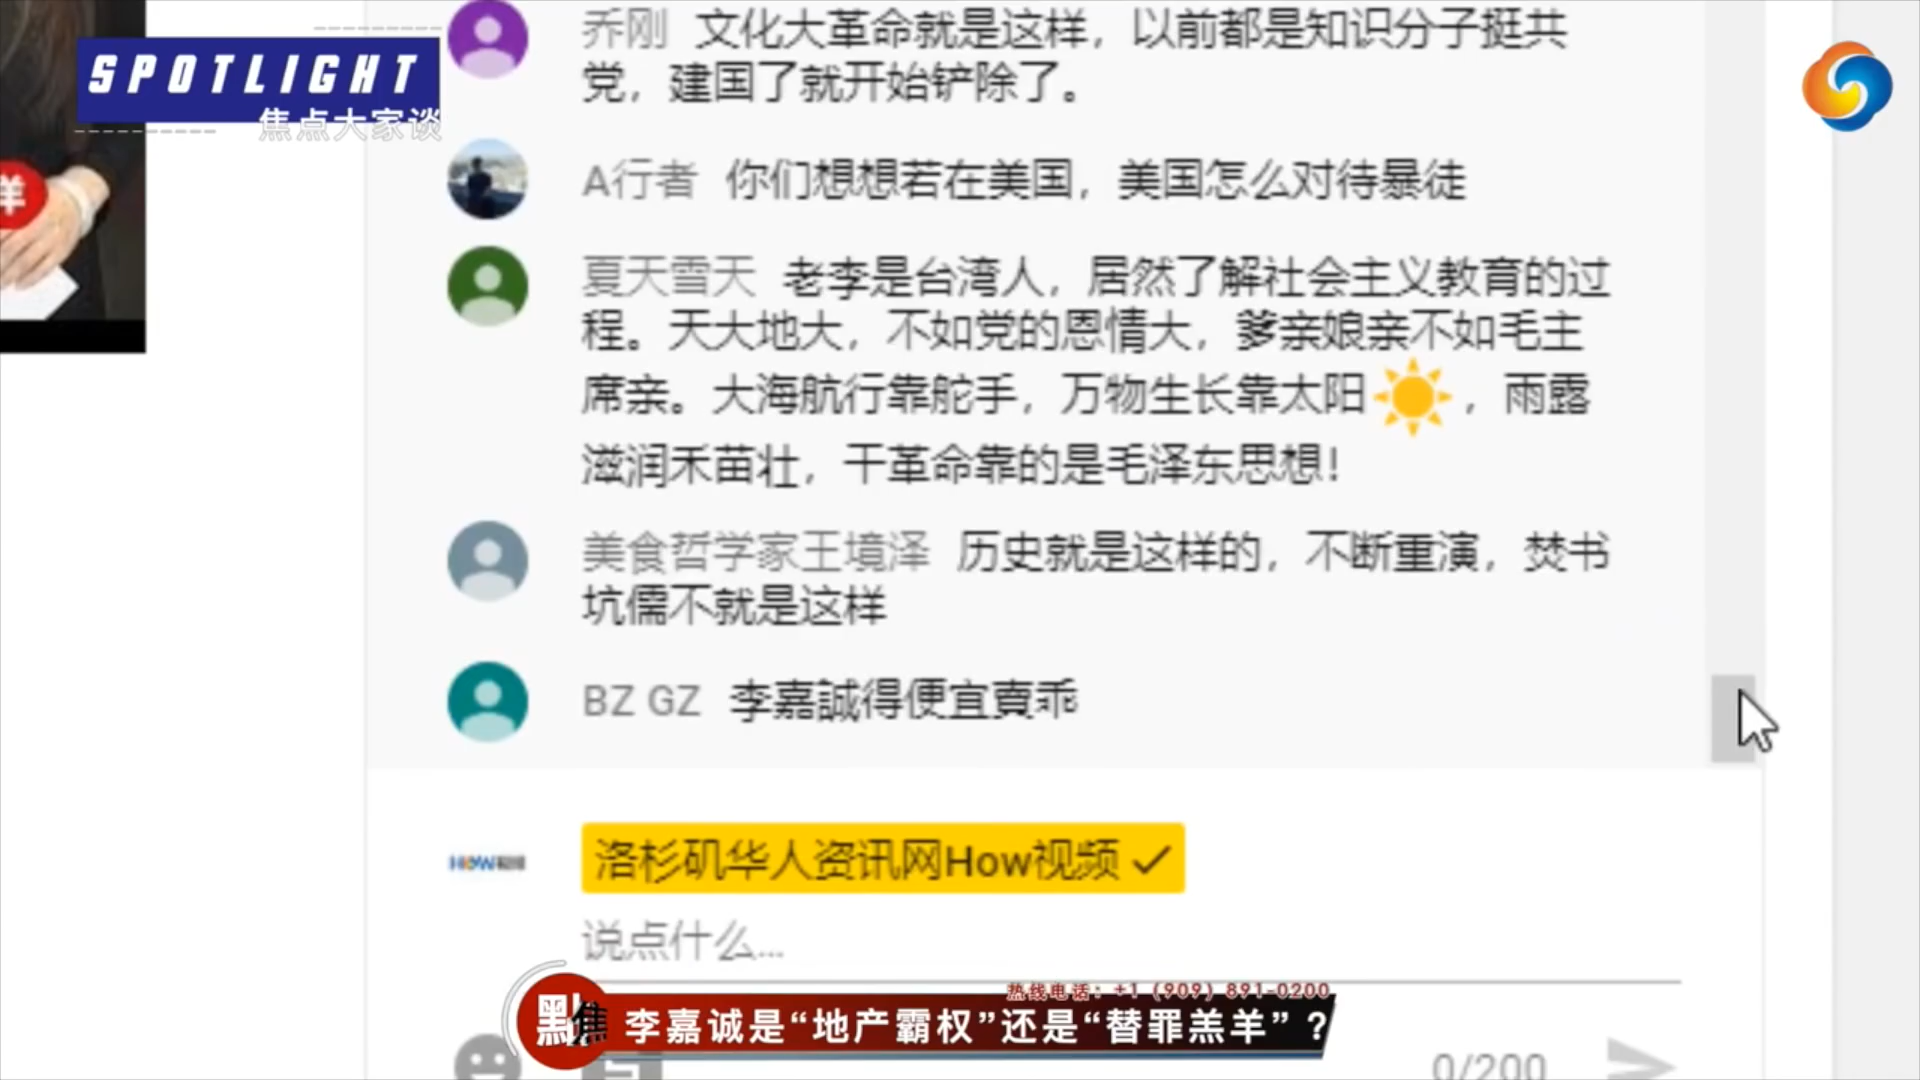 SPOTLIGHT
焦点大家谈
羊
乔刚 文化大革命就是这样，以前都是知识分子挺共
党，建国了就开始铲除了。
A行者 你们想想若在美国，美国怎么对待暴徒
夏天雪天 老李是台湾人，居然了解社会主义教育的过
程。天大地大，不如党的恩情大，爹亲娘亲不如毛主
席亲。大海航行靠舵手，万物生长靠太阳☀，雨露
滋润禾苗壮，干革命靠的是毛泽东思想！
美食哲学家王境泽 历史就是这样的，不断重演，焚书
坑儒不就是这样
BZ GZ 李嘉誠得便宜賣乖
洛杉矶华人资讯网How视频
说点什么...
热线电话：+1 (909) 891-0200
點焦 李嘉诚是“地产霸权”还是“替罪羔羊”？
0/200